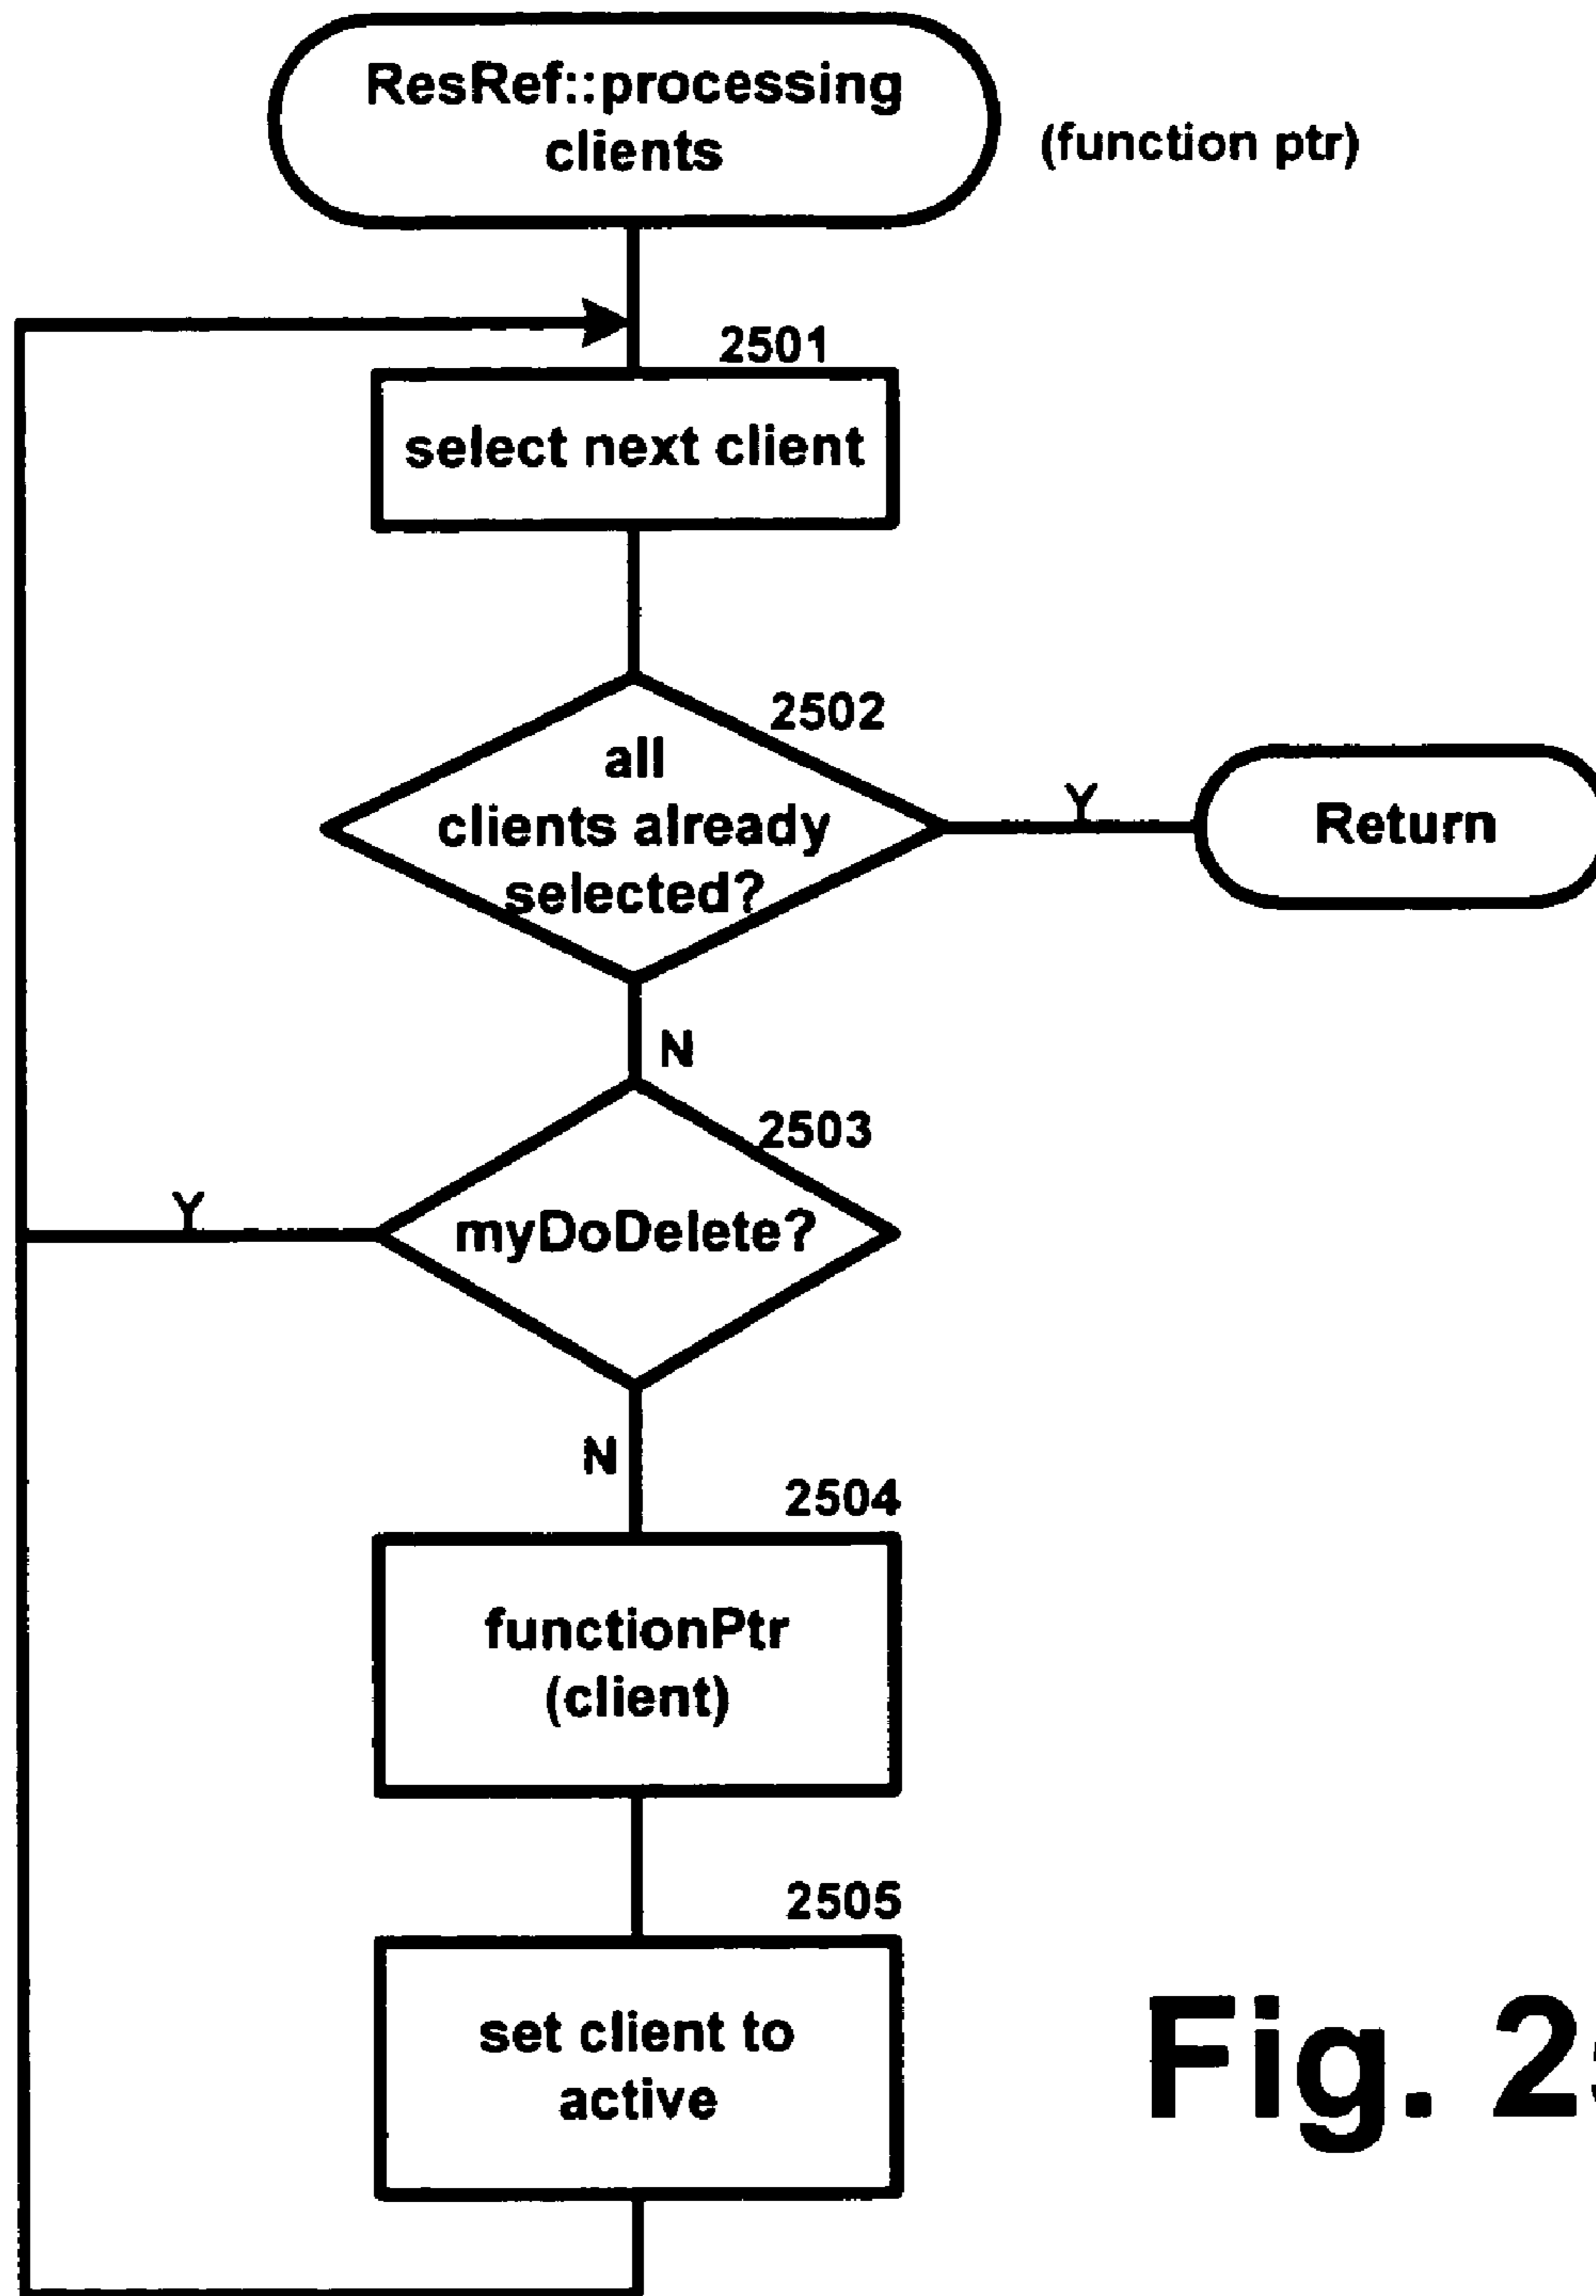 ResRef::processing
clients
(function ptr)
2501
select next client
2502
all
clients already
selected?
Y
Return
N
2503
myDoDelete?
Y
N
2504
functionPtr
(client)
2505
set client to
active
Fig. 2